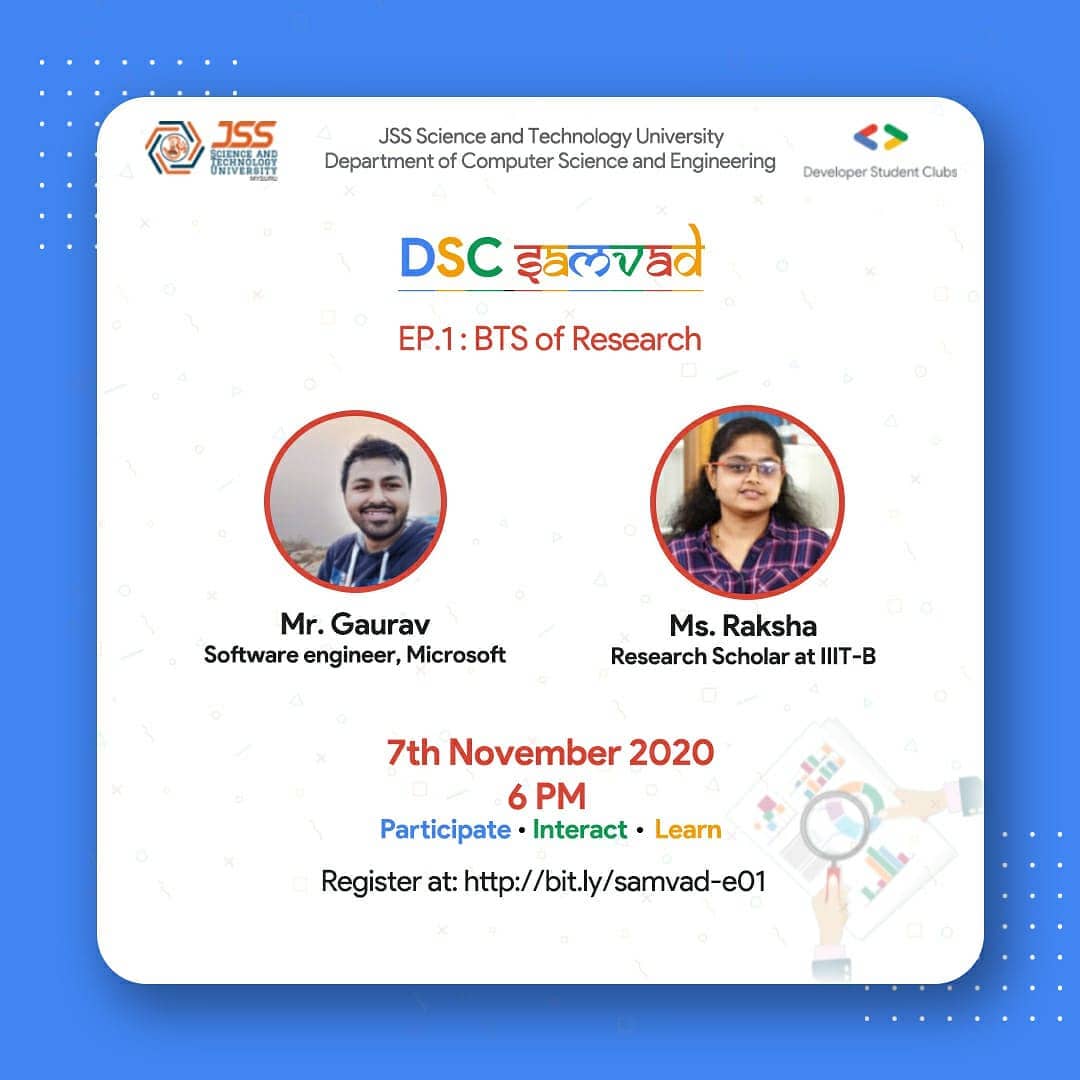 JSS
SCIENCE AND
TECHNOLOGY
UNIVERSITY
MYSURU
JSS Science and Technology University
Department of Computer Science and Engineering
Developer Student Clubs
DSC samvad
EP.1 : BTS of Research
Mr. Gaurav
Software engineer, Microsoft
Ms. Raksha
Research Scholar at IIIT-B
7th November 2020
6 PM
Participate • Interact • Learn
Register at: http://bit.ly/samvad-e01